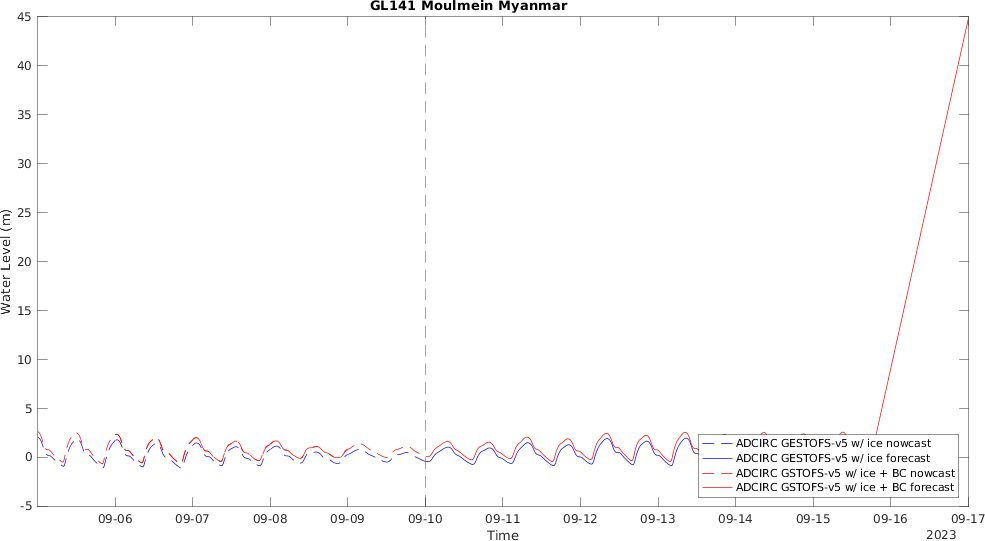 GL141 Moulmein Myanmar
Water Level (m)
45
40
35
30
25
20
15
10
5
0
-5
ADCIRC GESTOFS-v5 w/ ice nowcast
ADCIRC GESTOFS-v5 w/ ice forecast
ADCIRC GSTOFS-v5 w/ ice + BC nowcast
ADCIRC GSTOFS-v5 w/ ice + BC forecast
09-06 09-07 09-08 09-09 09-10 09-11 09-12 09-13 09-14 09-15 09-16 09-17
Time
2023